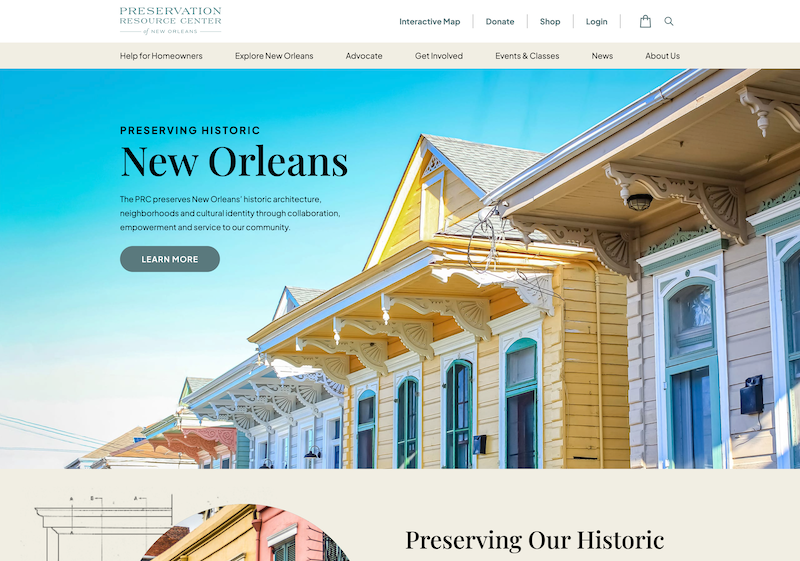 PRESERVATION
RESOURCE CENTER
of NEW ORLEANS
Interactive Map
Donate
Shop
Login
Help for Homeowners
Explore New Orleans
Advocate
Get Involved
Events & Classes
News
About Us
PRESERVING HISTORIC
New Orleans
The PRC preserves New Orleans' historic architecture,
neighborhoods and cultural identity through collaboration,
empowerment and service to our community.
LEARN MORE
A
B
A
Preserving Our Historic